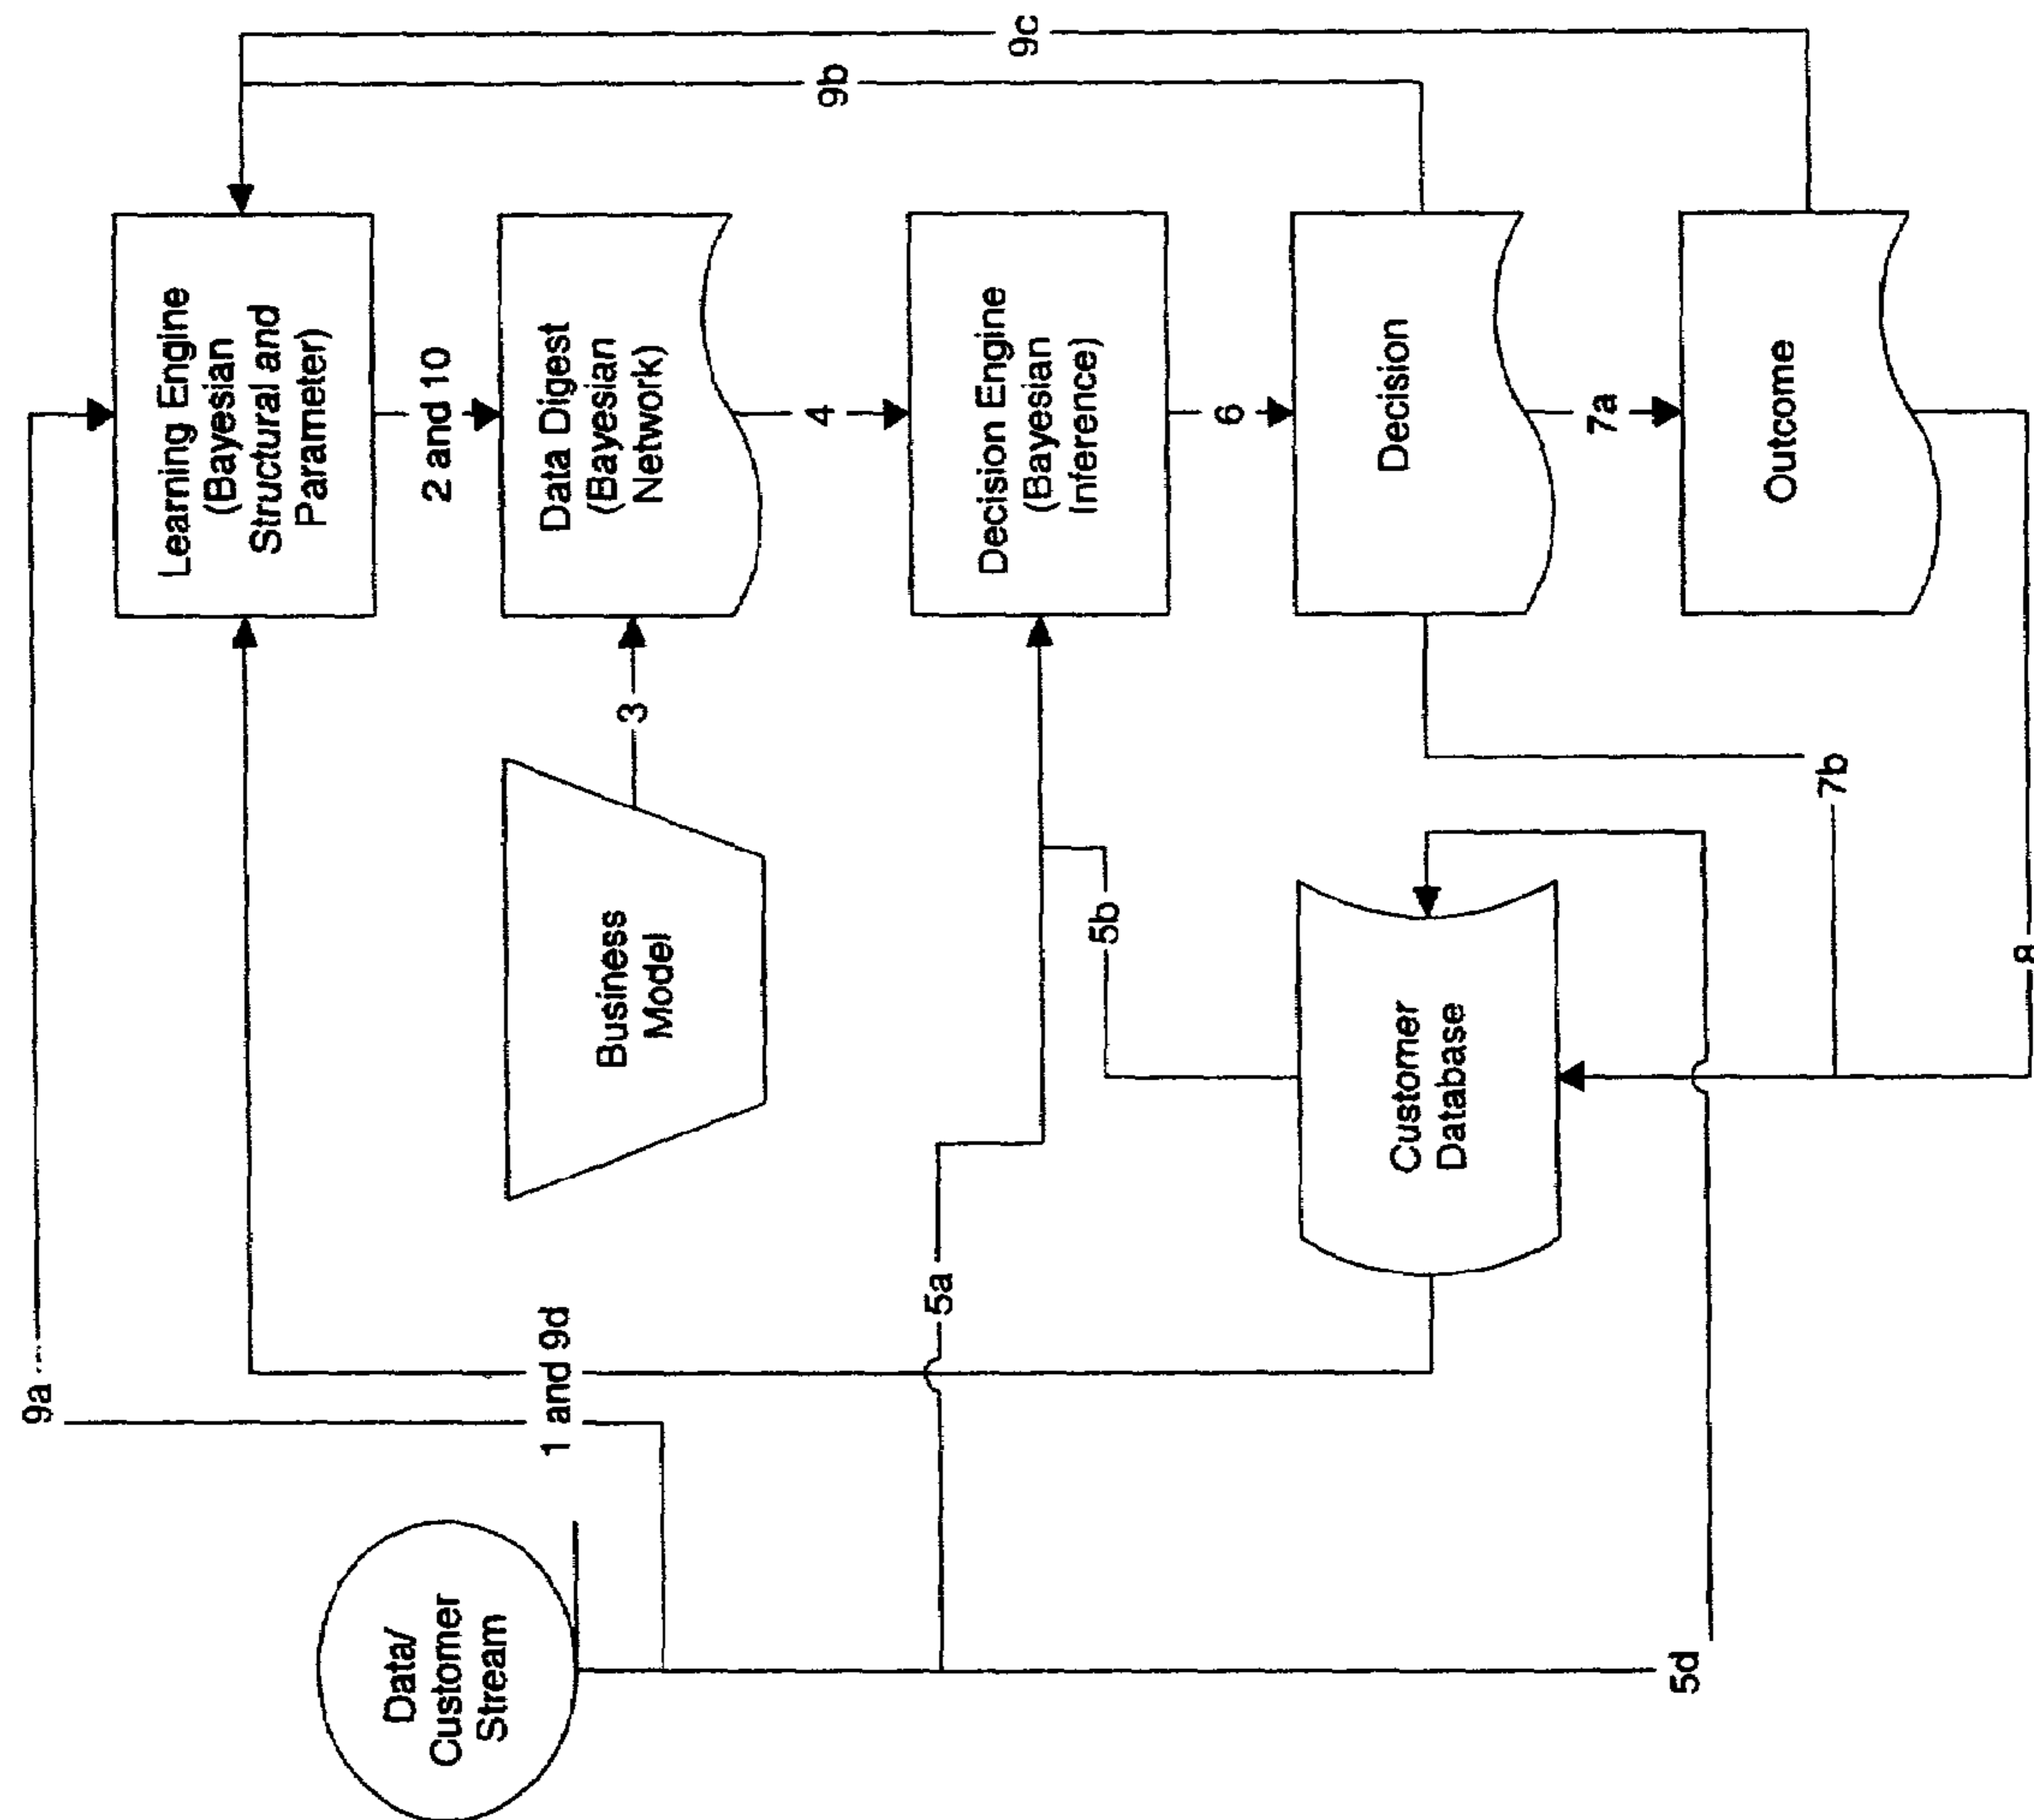 9a
9c
9b
Learning Engine
(Bayesian
Structural and
Parameter)
2 and 10
Data Digest
(Bayesian
Network)
4
Decision Engine
(Bayesian
Inference)
6
Decision
7a
Outcome
3
Business
Model
5b
5a
1 and 9d
Customer
Database
7b
8
Data/
Customer
Stream
5d